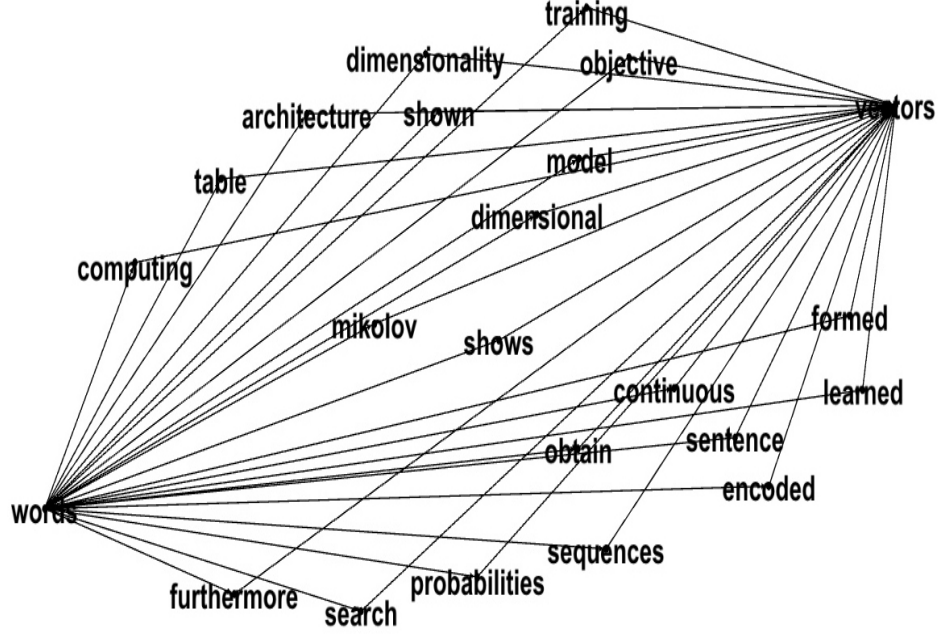 training
dimensionality
objective
vectors
architecture
shown
model
table
dimensional
computing
formed
mikolov
shows
continuous
learned
sentence
obtain
encoded
words
sequences
probabilities
furthermore
search